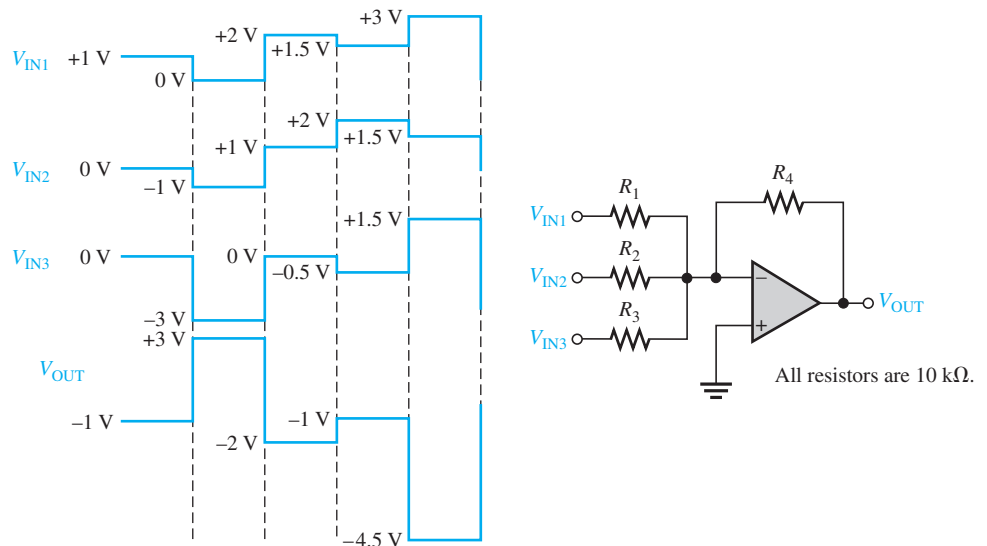 +3 V
+2 V
V_IN1 +1 V
+1.5 V
0 V
+2 V
+1 V
+1.5 V
V_IN2 0 V
−1 V
+1.5 V
V_IN3 0 V
0 V
−0.5 V
−3 V
+3 V
V_OUT
−1 V
−1 V
−2 V
−4.5 V
R_4
R_1
V_IN1
R_2
V_IN2
−
R_3
V_OUT
+
V_IN3
All resistors are 10 kΩ.